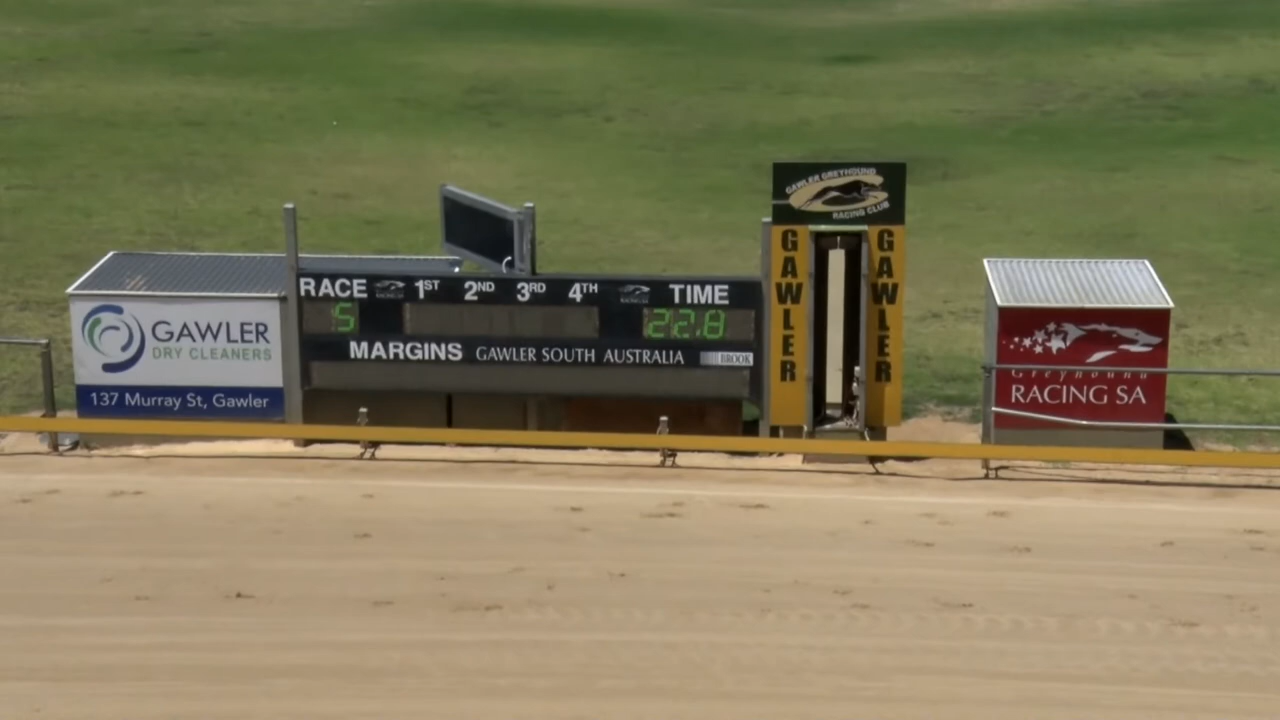 GAWLER GREYHOUND
RACING CLUB
GAWLER
GAWLER
RACE 1ST 2ND 3RD 4TH TIME
5 22.8
MARGINS GAWLER SOUTH AUSTRALIA BROOK
GAWLER
DRY CLEANERS
137 Murray St, Gawler
Greyhound
RACING SA